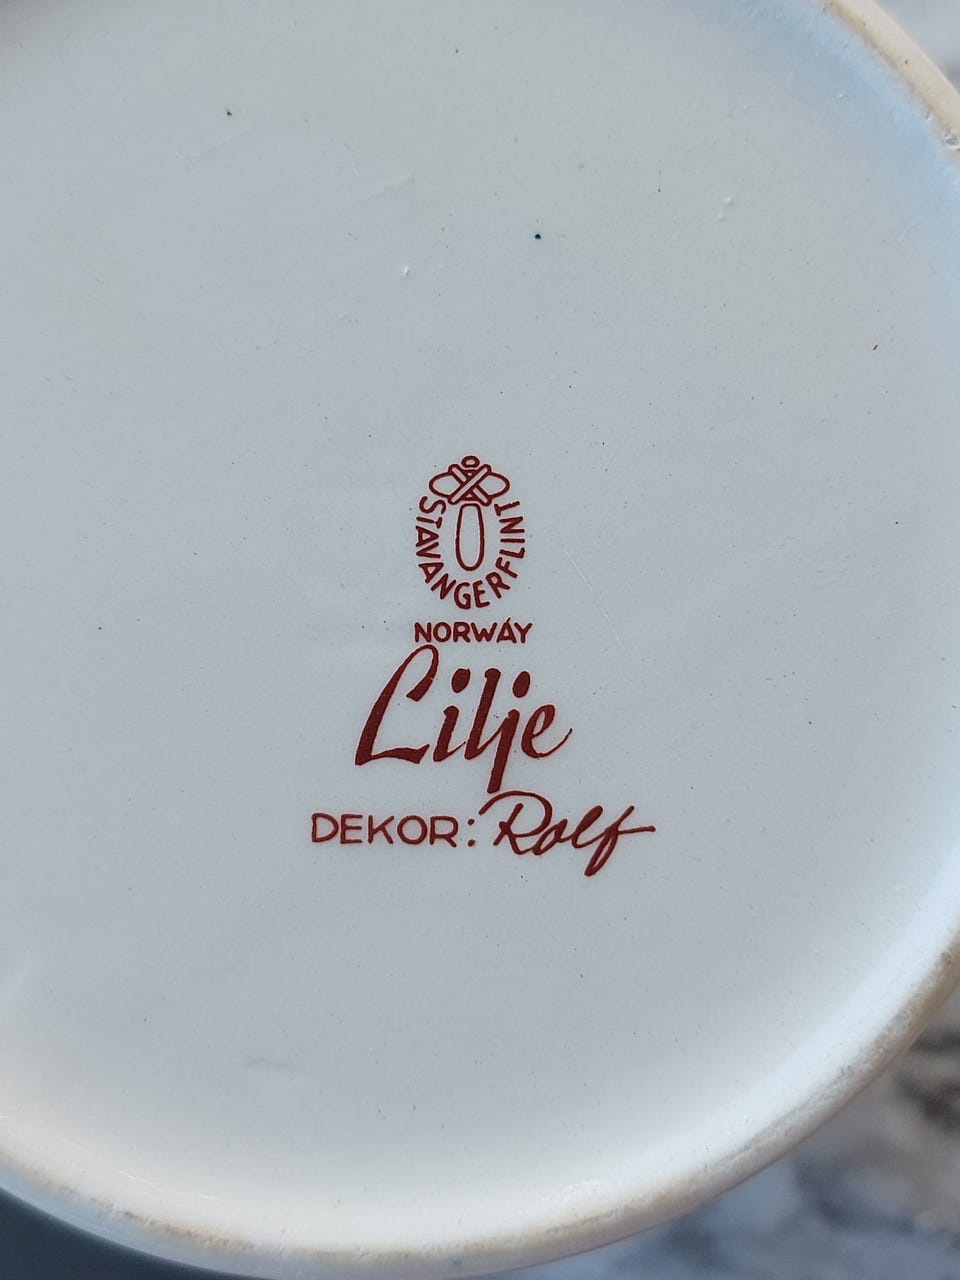 STAVANGERFLINT
NORWAY
Lilje
DEKOR: Rolf